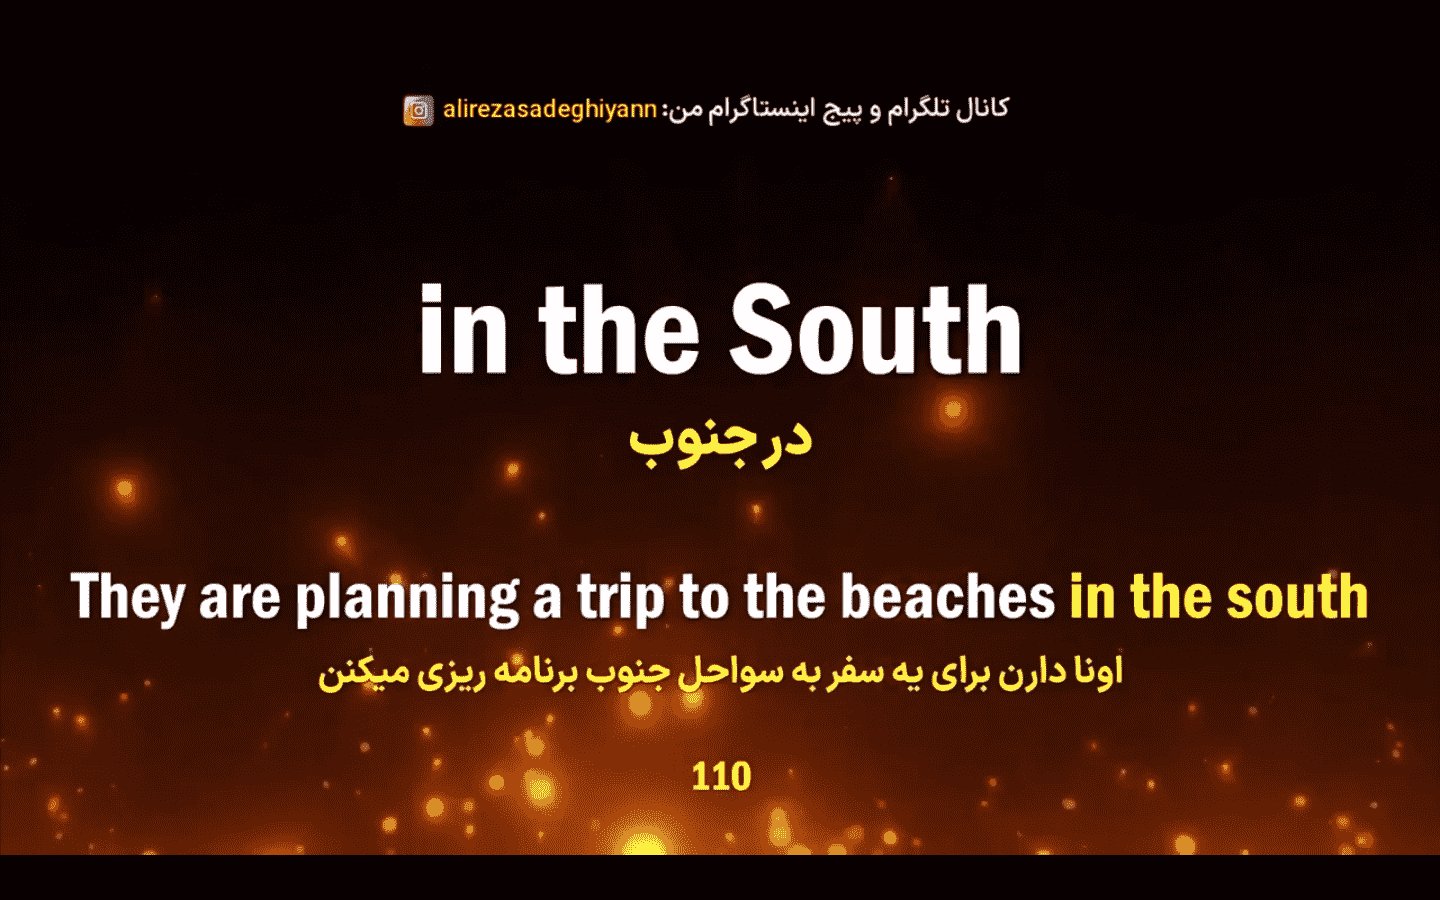 کانال تلگرام و پیج اینستاگرام من: alirezasadeghiyann
in the South
در جنوب
They are planning a trip to the beaches in the south
اونا دارن برای یه سفر به سواحل جنوب برنامه ریزی میکنن
110